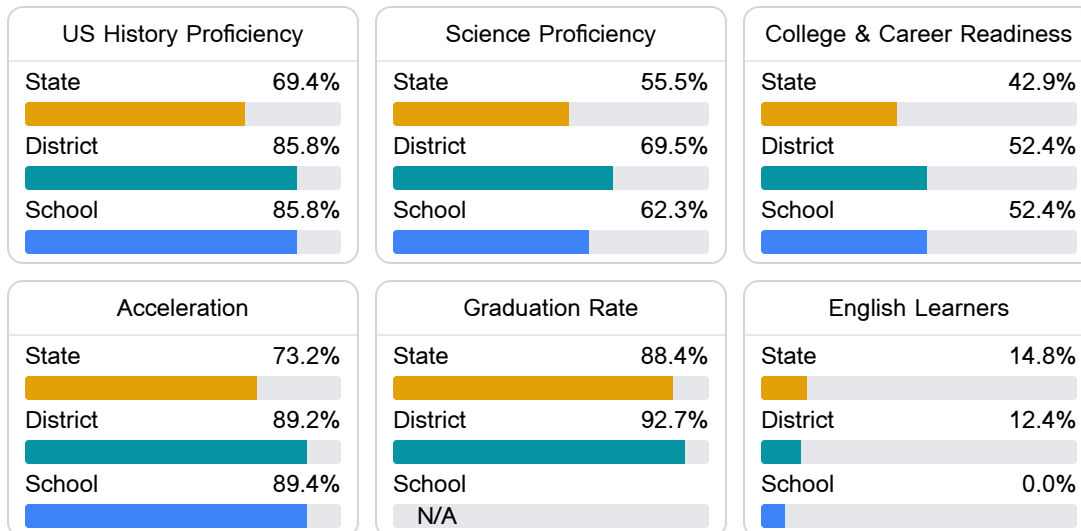 US History Proficiency
State 69.4%
District 85.8%
School 85.8%
Science Proficiency
State 55.5%
District 69.5%
School 62.3%
College & Career Readiness
State 42.9%
District 52.4%
School 52.4%
Acceleration
State 73.2%
District 89.2%
School 89.4%
Graduation Rate
State 88.4%
District 92.7%
School
N/A
English Learners
State 14.8%
District 12.4%
School 0.0%